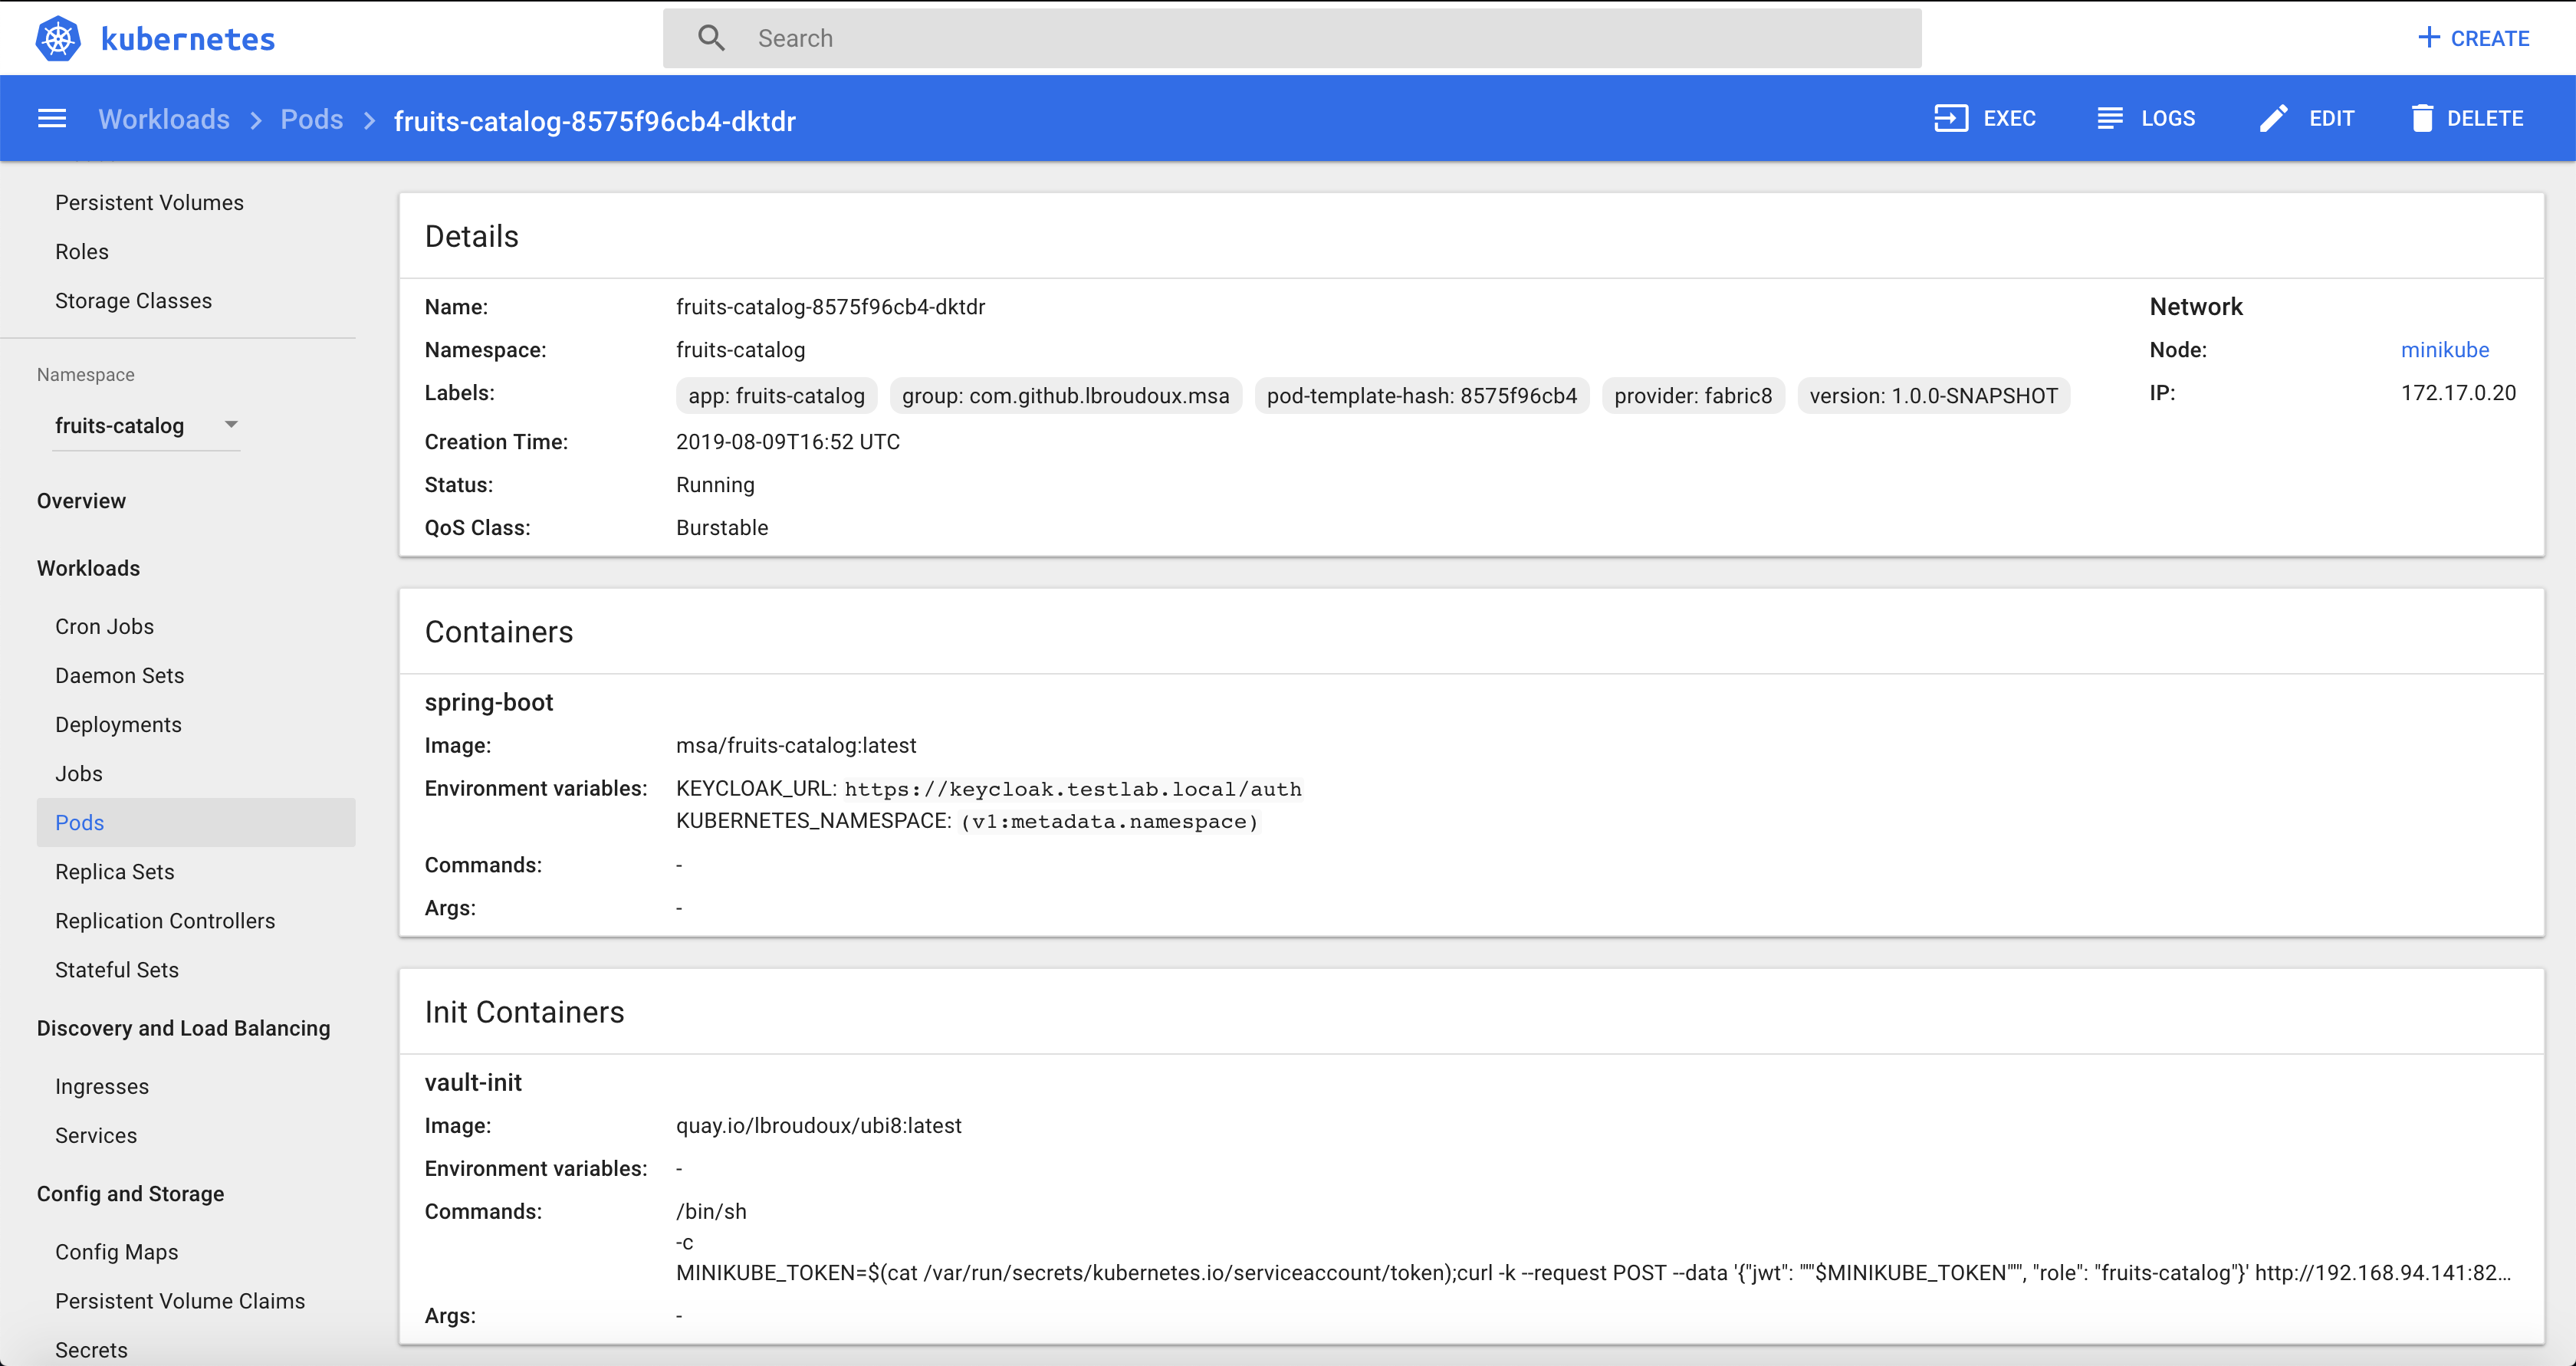 kubernetes
Search
CREATE
Workloads > Pods > fruits-catalog-8575f96cb4-dktdr
EXEC
LOGS
EDIT
DELETE
Persistent Volumes
Roles
Storage Classes
Namespace
fruits-catalog
Overview
Workloads
Cron Jobs
Daemon Sets
Deployments
Jobs
Pods
Replica Sets
Replication Controllers
Stateful Sets
Discovery and Load Balancing
Ingresses
Services
Config and Storage
Config Maps
Persistent Volume Claims
Secrets
Details
Name: fruits-catalog-8575f96cb4-dktdr
Namespace: fruits-catalog
Labels: app: fruits-catalog group: com.github.lbroudoux.msa pod-template-hash: 8575f96cb4 provider: fabric8 version: 1.0.0-SNAPSHOT
Creation Time: 2019-08-09T16:52 UTC
Status: Running
QoS Class: Burstable
Network
Node: minikube
IP: 172.17.0.20
Containers
spring-boot
Image: msa/fruits-catalog:latest
Environment variables: KEYCLOAK_URL: https://keycloak.testlab.local/auth
KUBERNETES_NAMESPACE: (v1:metadata.namespace)
Commands: -
Args: -
Init Containers
vault-init
Image: quay.io/lbroudoux/ubi8:latest
Environment variables: -
Commands: /bin/sh
-c
MINIKUBE_TOKEN=$(cat /var/run/secrets/kubernetes.io/serviceaccount/token);curl -k --request POST --data '{"jwt": "'"$MINIKUBE_TOKEN"'", "role": "fruits-catalog"}' http://192.168.94.141:82...
Args: -